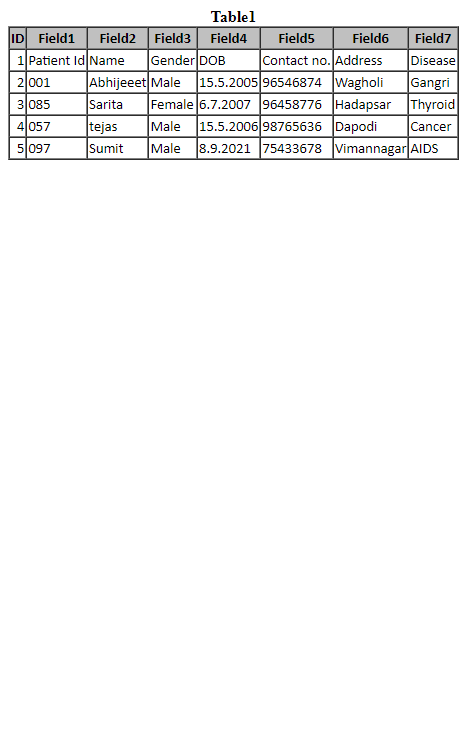 Table1
ID Field1 Field2 Field3 Field4 Field5 Field6 Field7
1 Patient Id Name Gender DOB Contact no. Address Disease
2 001 Abhijeeet Male 15.5.2005 96546874 Wagholi Gangri
3 085 Sarita Female 6.7.2007 96458776 Hadapsar Thyroid
4 057 tejas Male 15.5.2006 98765636 Dapodi Cancer
5 097 Sumit Male 8.9.2021 75433678 Vimannagar AIDS